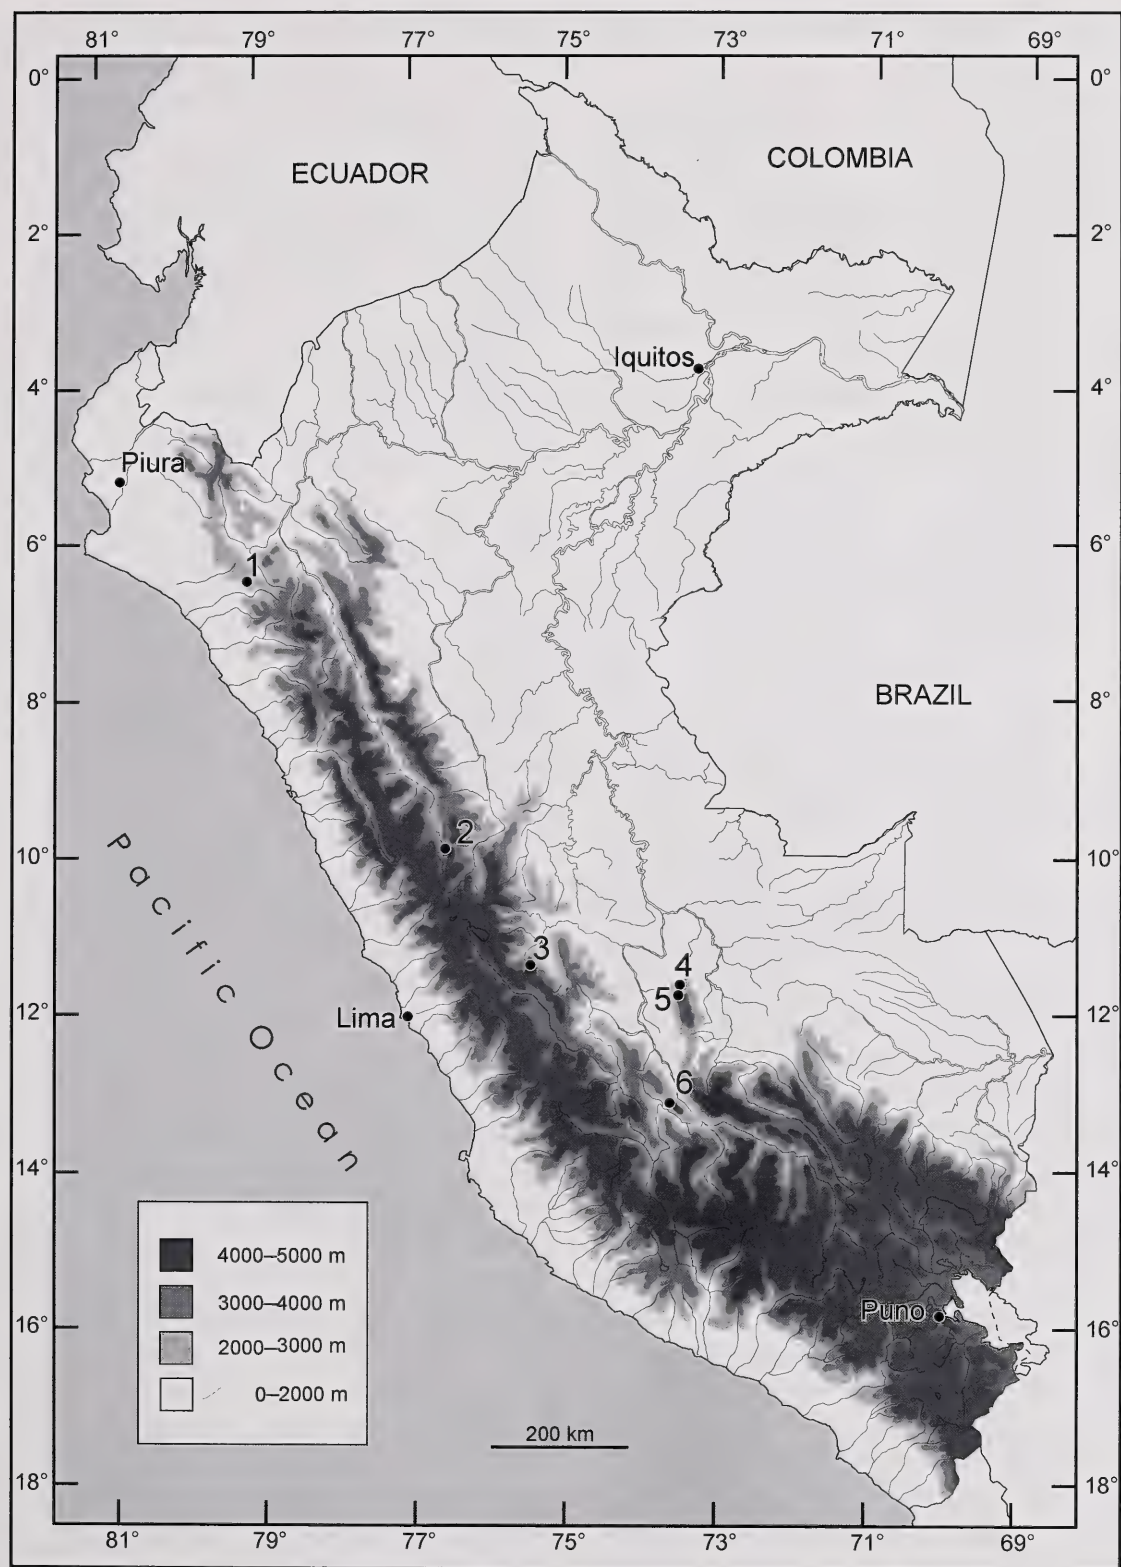 81° 79° 77° 75° 73° 71° 69°
0° 0°
COLOMBIA
ECUADOR
2° 2°
Iquitos
4° 4°
Piura
6° 6°
1
BRAZIL
8° 8°
2
10° 10°
Pacific Ocean
3
4
5
12° 12°
Lima
6
14° 14°
4000–5000 m
3000–4000 m
Puno
16° 16°
2000–3000 m
0–2000 m
200 km
18° 18°
81° 79° 77° 75° 73° 71° 69°